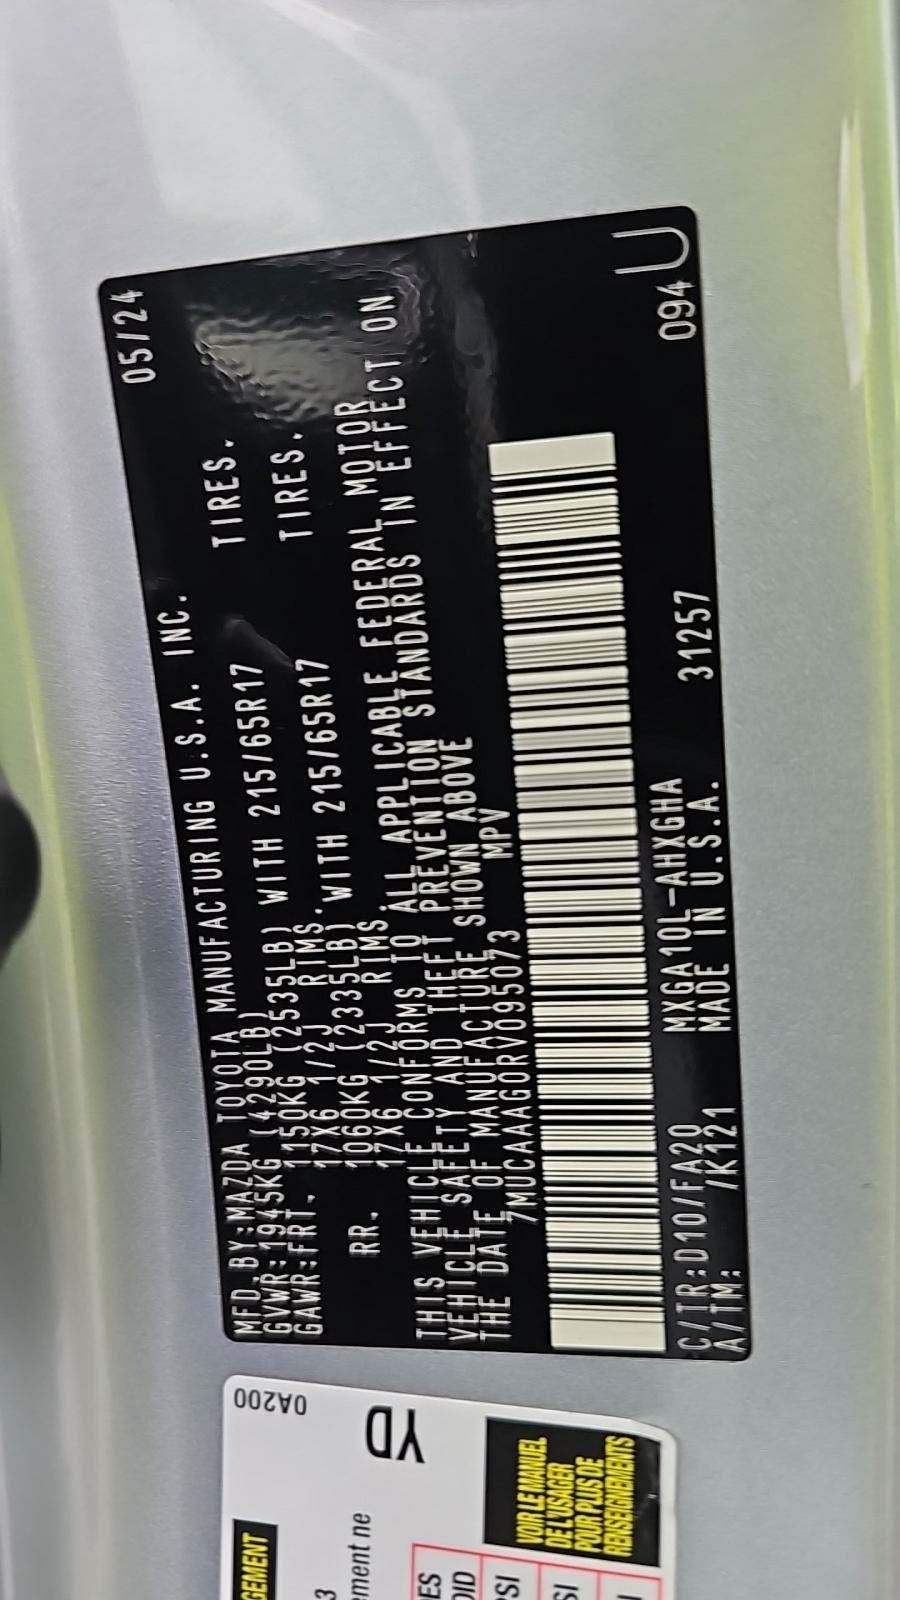 05/24
MFD.BY:MAZDA TOYOTA MANUFACTURING U.S.A. INC.
GVWR:1945KG (4290LB)
GAWR:FRT. 1150KG (2535LB) WITH 215/65R17 TIRES.
17X6 1/2J RIMS.
RR. 1060KG (2335LB) WITH 215/65R17 TIRES.
17X6 1/2J RIMS.
THIS VEHICLE CONFORMS TO ALL APPLICABLE FEDERAL MOTOR
VEHICLE SAFETY AND THEFT PREVENTION STANDARDS IN EFFECT ON
THE DATE OF MANUFACTURE SHOWN ABOVE
7MUCAAAG0RV095073 MPV
C/TR:D10/FA20 MXGA10L-AHXGHA 31257 094 U
A/TM: /K121 MADE IN U.S.A.
0A200
YD
VOIR LE MANUEL
DE L'USAGER
POUR PLUS DE
RENSEIGNEMENTS